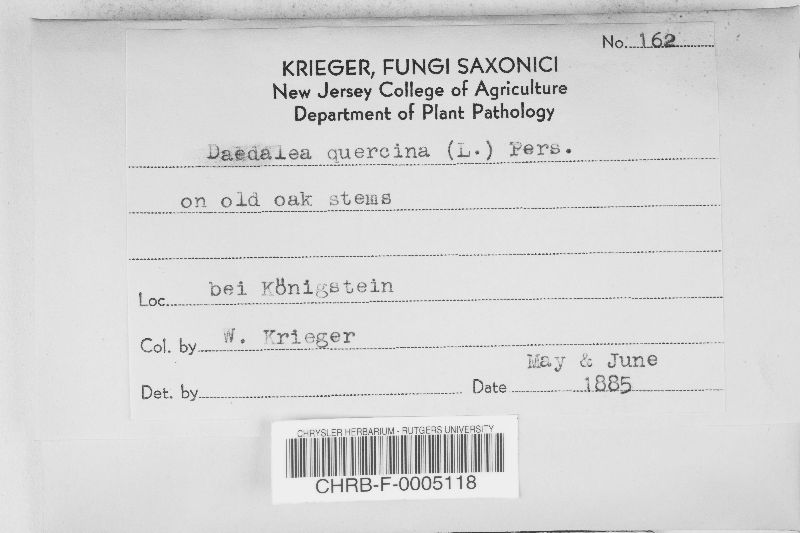 No. 162
KRIEGER, FUNGI SAXONICI
New Jersey College of Agriculture
Department of Plant Pathology
Daedalea quercina (L.) Pers.
on old oak stems
Loc. bei Königstein
Col. by W. Krieger
May & June
Det. by Date 1885
CHRYSLER HERBARIUM - RUTGERS UNIVERSITY
CHRB-F-0005118